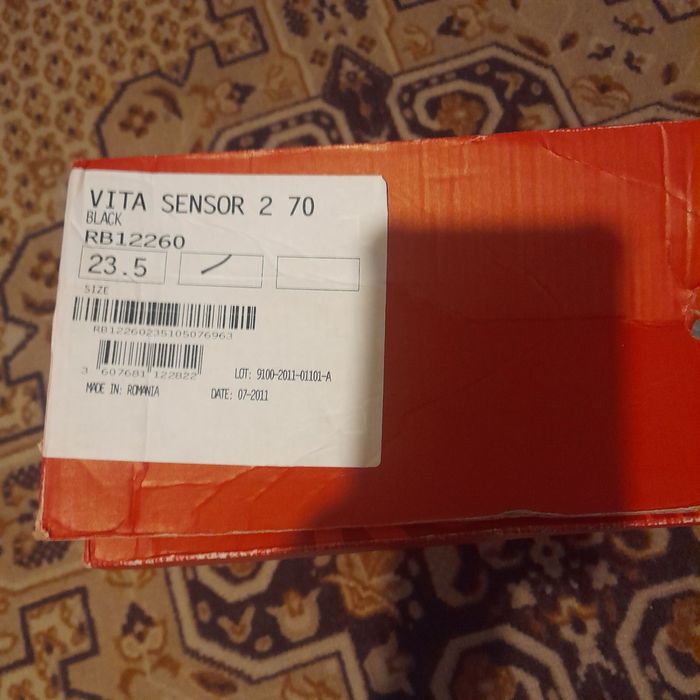 VITA SENSOR 2 70
BLACK
RB12260
23.5
SIZE
RB12260235105076963
3 607681 122822
LOT: 9100-2011-01101-A
MADE IN: ROMANIA DATE: 07-2011